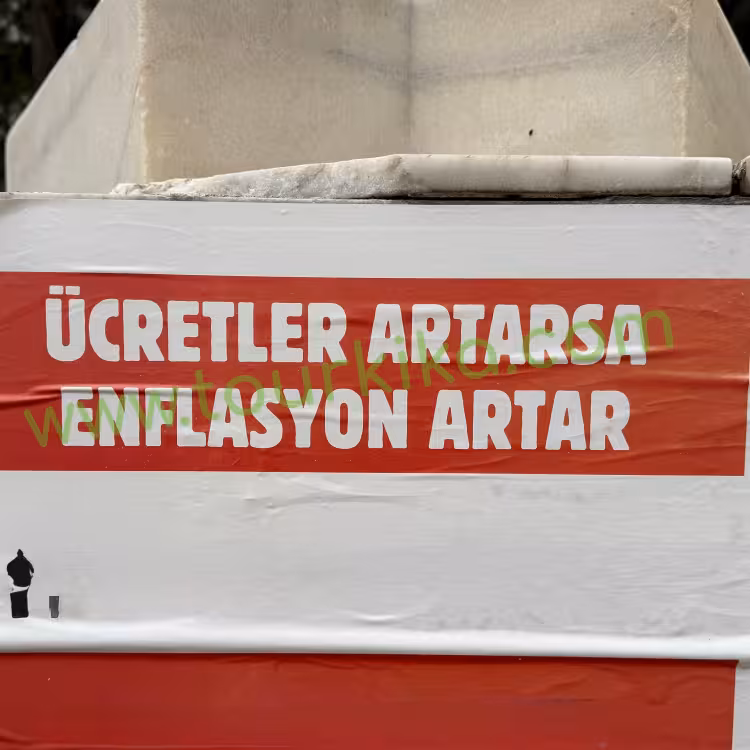 ÜCRETLER ARTARSA
ENFLASYON ARTAR
www.tourkika.com